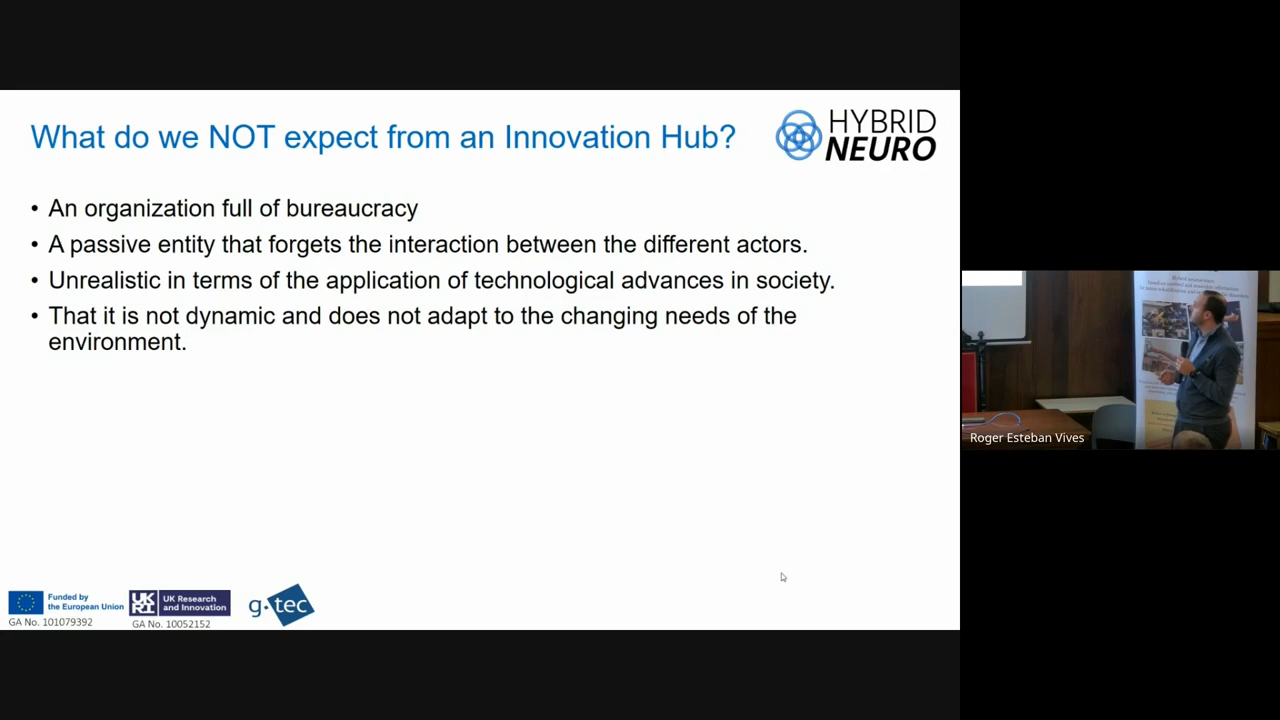 What do we NOT expect from an Innovation Hub?
HYBRID
NEURO
• An organization full of bureaucracy
• A passive entity that forgets the interaction between the different actors.
• Unrealistic in terms of the application of technological advances in society.
• That it is not dynamic and does not adapt to the changing needs of the
environment.
Funded by
the European Union
GA No. 101079392
UK
RI
UK Research
and Innovation
GA No. 10052152
g.tec
Roger Esteban Vives